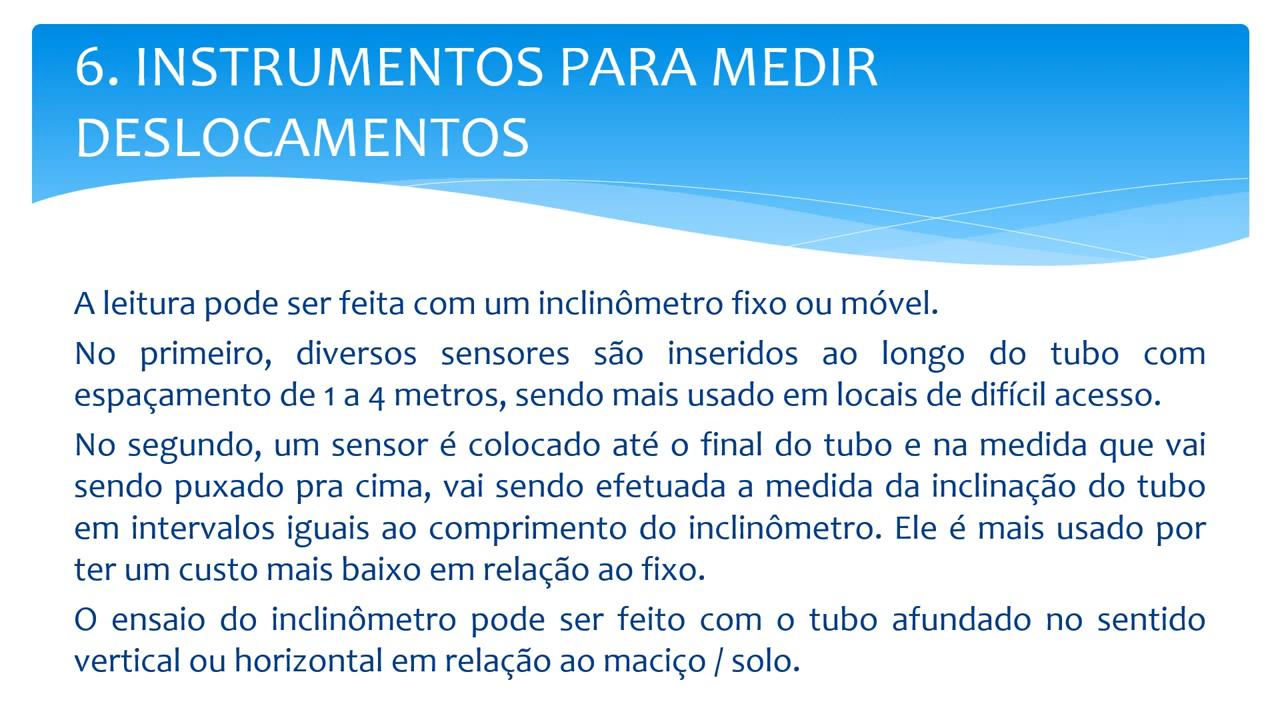 6. INSTRUMENTOS PARA MEDIR
DESLOCAMENTOS
A leitura pode ser feita com um inclinômetro fixo ou móvel.
No primeiro, diversos sensores são inseridos ao longo do tubo com
espaçamento de 1 a 4 metros, sendo mais usado em locais de difícil acesso.
No segundo, um sensor é colocado até o final do tubo e na medida que vai
sendo puxado pra cima, vai sendo efetuada a medida da inclinação do tubo
em intervalos iguais ao comprimento do inclinômetro. Ele é mais usado por
ter um custo mais baixo em relação ao fixo.
O ensaio do inclinômetro pode ser feito com o tubo afundado no sentido
vertical ou horizontal em relação ao maciço / solo.